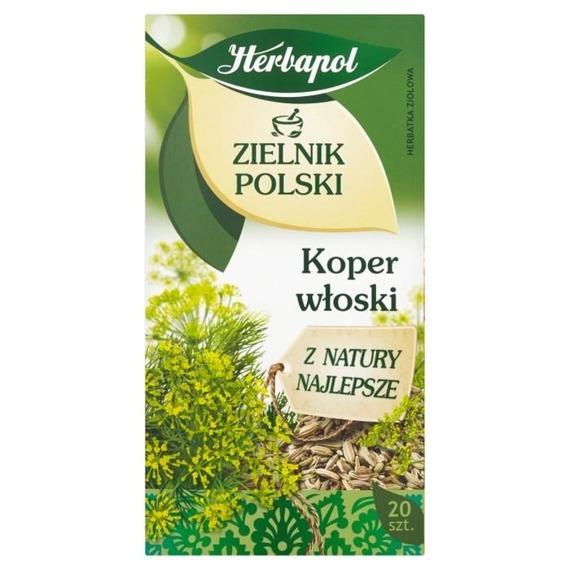 Herbapol
HERBATKA ZIOŁOWA
ZIELNIK
POLSKI
Koper
włoski
Z NATURY
NAJLEPSZE
20
szt.